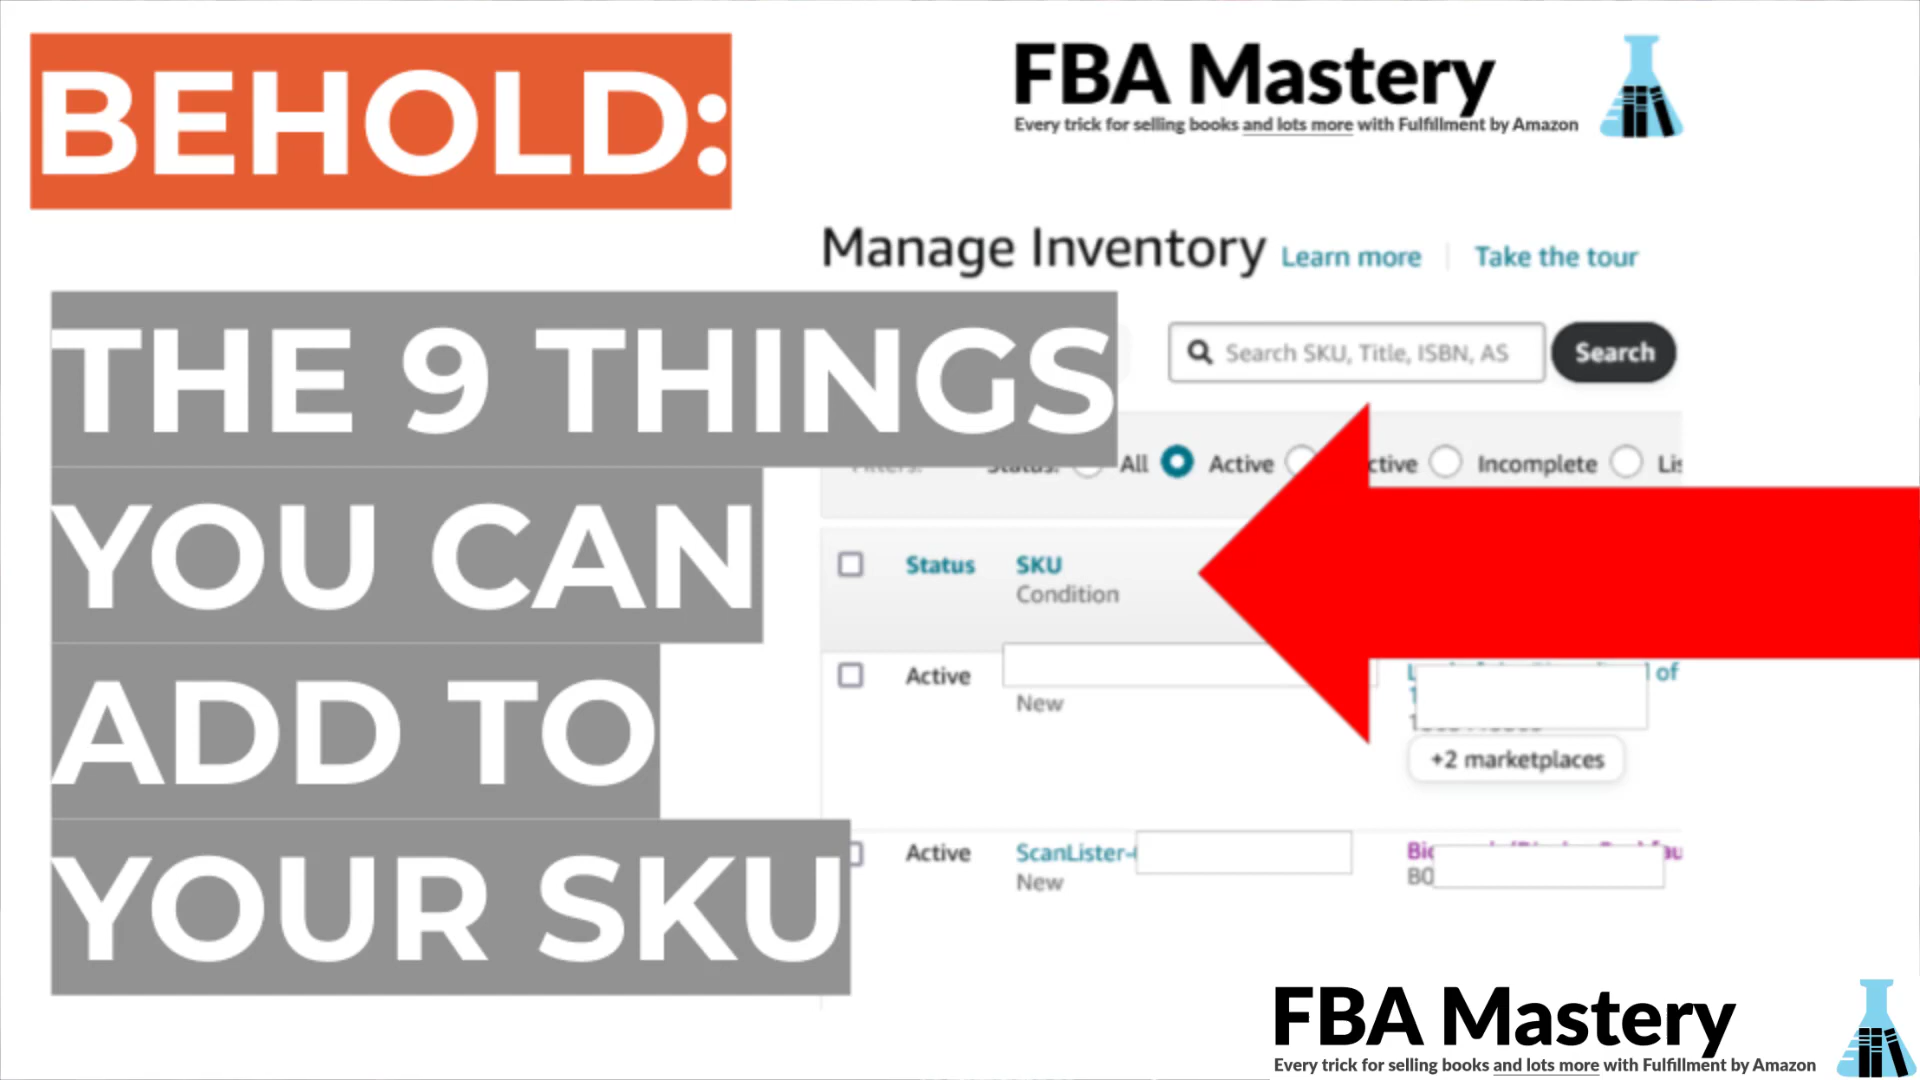 BEHOLD:
FBA Mastery
Every trick for selling books and lots more with Fulfillment by Amazon
Manage Inventory Learn more Take the tour
THE 9 THINGS
YOU CAN
ADD TO
YOUR SKU
Search SKU, Title, ISBN, AS Search
Status: All Active Incomplete
Status SKU
Condition
Active
New
of
+2 marketplaces
Active ScanLister-
New
B0
FBA Mastery
Every trick for selling books and lots more with Fulfillment by Amazon